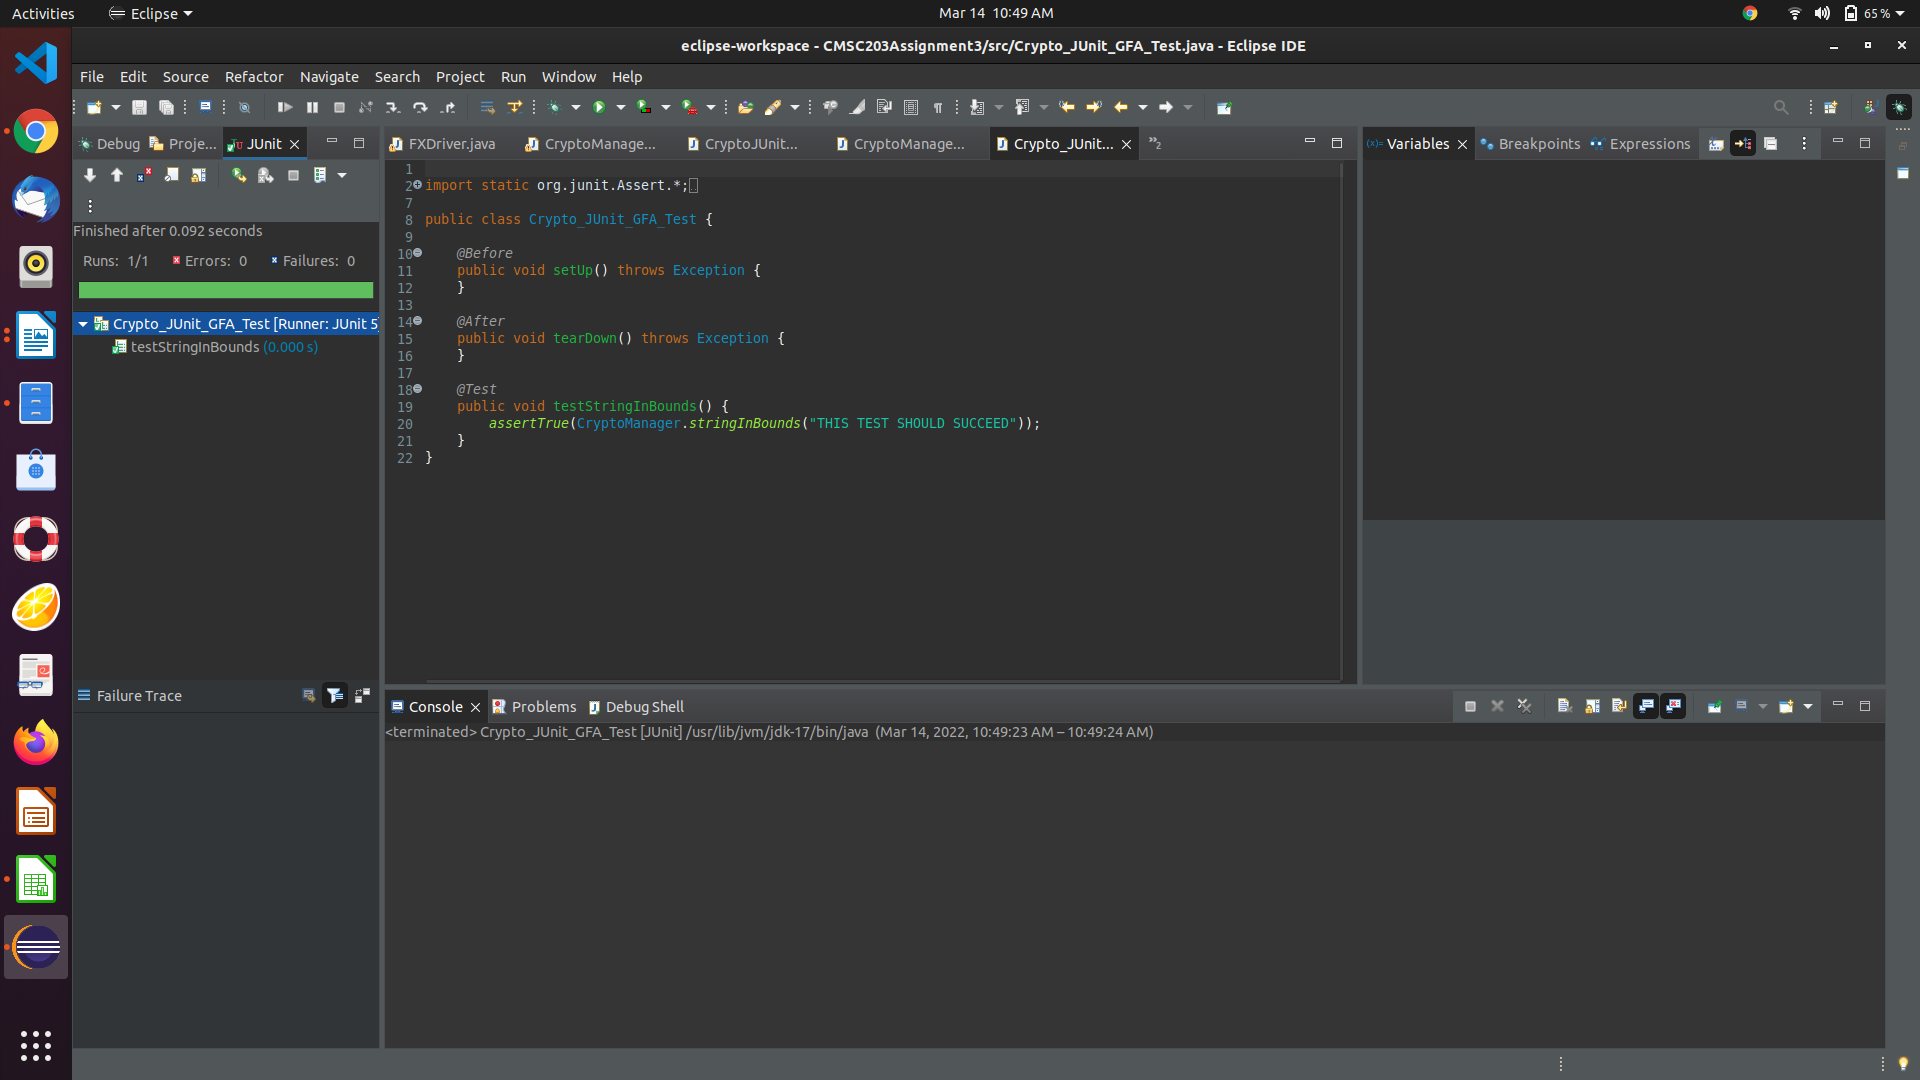 Activities Eclipse Mar 14 10:49 AM 65 %
eclipse-workspace - CMSC203Assignment3/src/Crypto_JUnit_GFA_Test.java - Eclipse IDE
File Edit Source Refactor Navigate Search Project Run Window Help
Debug Proje... JUnit
FXDriver.java CryptoManage... CryptoJUnit... CryptoManage... Crypto_JUnit... »2
Variables Breakpoints Expressions
Finished after 0.092 seconds
Runs: 1/1 Errors: 0 Failures: 0
Crypto_JUnit_GFA_Test [Runner: JUnit 5]
testStringInBounds (0.000 s)
1
2 import static org.junit.Assert.*;
7
8 public class Crypto_JUnit_GFA_Test {
9
10 @Before
11 public void setUp() throws Exception {
12 }
13
14 @After
15 public void tearDown() throws Exception {
16 }
17
18 @Test
19 public void testStringInBounds() {
20 assertTrue(CryptoManager.stringInBounds("THIS TEST SHOULD SUCCEED"));
21 }
22 }
Failure Trace
Console Problems Debug Shell
<terminated> Crypto_JUnit_GFA_Test [JUnit] /usr/lib/jvm/jdk-17/bin/java (Mar 14, 2022, 10:49:23 AM – 10:49:24 AM)